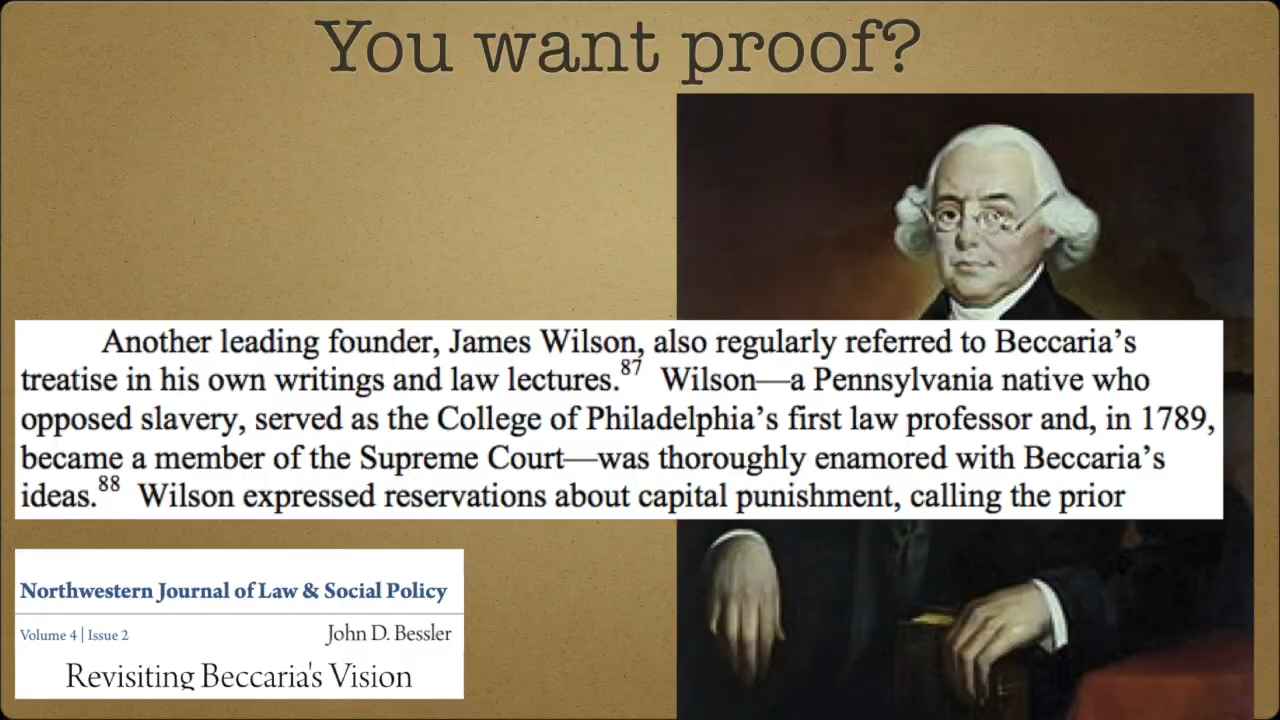 You want proof?
Another leading founder, James Wilson, also regularly referred to Beccaria’s
treatise in his own writings and law lectures.87 Wilson—a Pennsylvania native who
opposed slavery, served as the College of Philadelphia’s first law professor and, in 1789,
became a member of the Supreme Court—was thoroughly enamored with Beccaria’s
ideas.88 Wilson expressed reservations about capital punishment, calling the prior
Northwestern Journal of Law & Social Policy
Volume 4 | Issue 2
John D. Bessler
Revisiting Beccaria's Vision